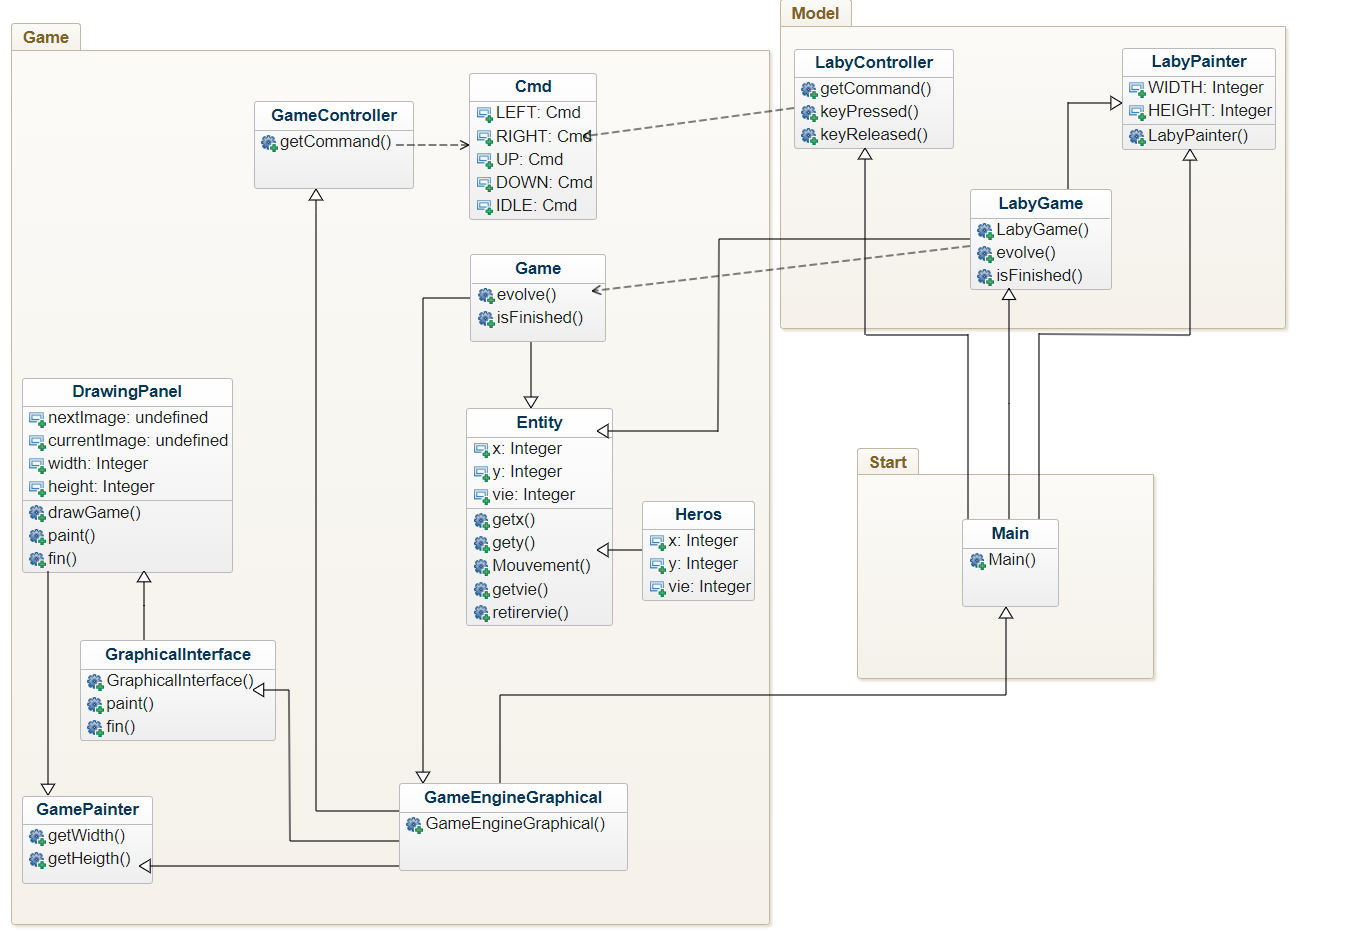 Game
GameController
getCommand()
Cmd
LEFT: Cmd
RIGHT: Cmd
UP: Cmd
DOWN: Cmd
IDLE: Cmd
Game
evolve()
isFinished()
DrawingPanel
nextImage: undefined
currentImage: undefined
width: Integer
height: Integer
drawGame()
paint()
fin()
Entity
x: Integer
y: Integer
vie: Integer
getx()
gety()
Mouvement()
getvie()
retirervie()
Heros
x: Integer
y: Integer
vie: Integer
GraphicalInterface
GraphicalInterface()
paint()
fin()
GamePainter
getWidth()
getHeigth()
GameEngineGraphical
GameEngineGraphical()
Model
LabyController
getCommand()
keyPressed()
keyReleased()
LabyPainter
WIDTH: Integer
HEIGHT: Integer
LabyPainter()
LabyGame
LabyGame()
evolve()
isFinished()
Start
Main
Main()